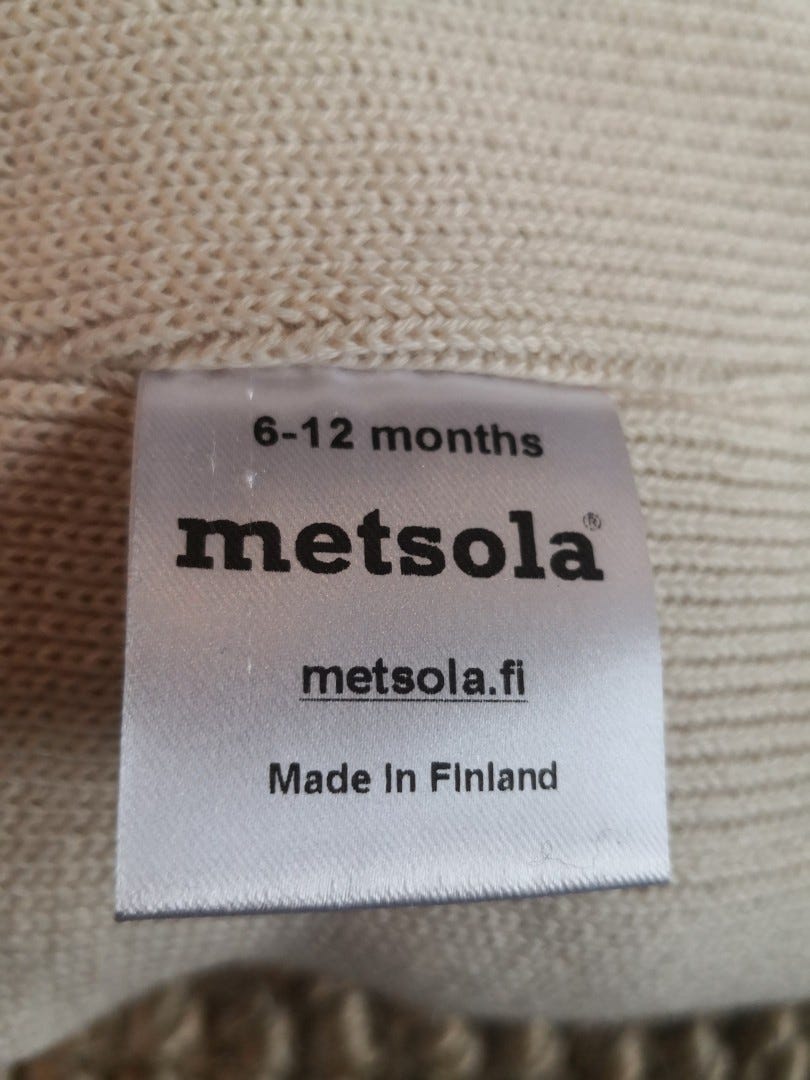 6-12 months
metsola®
metsola.fi
Made in Finland